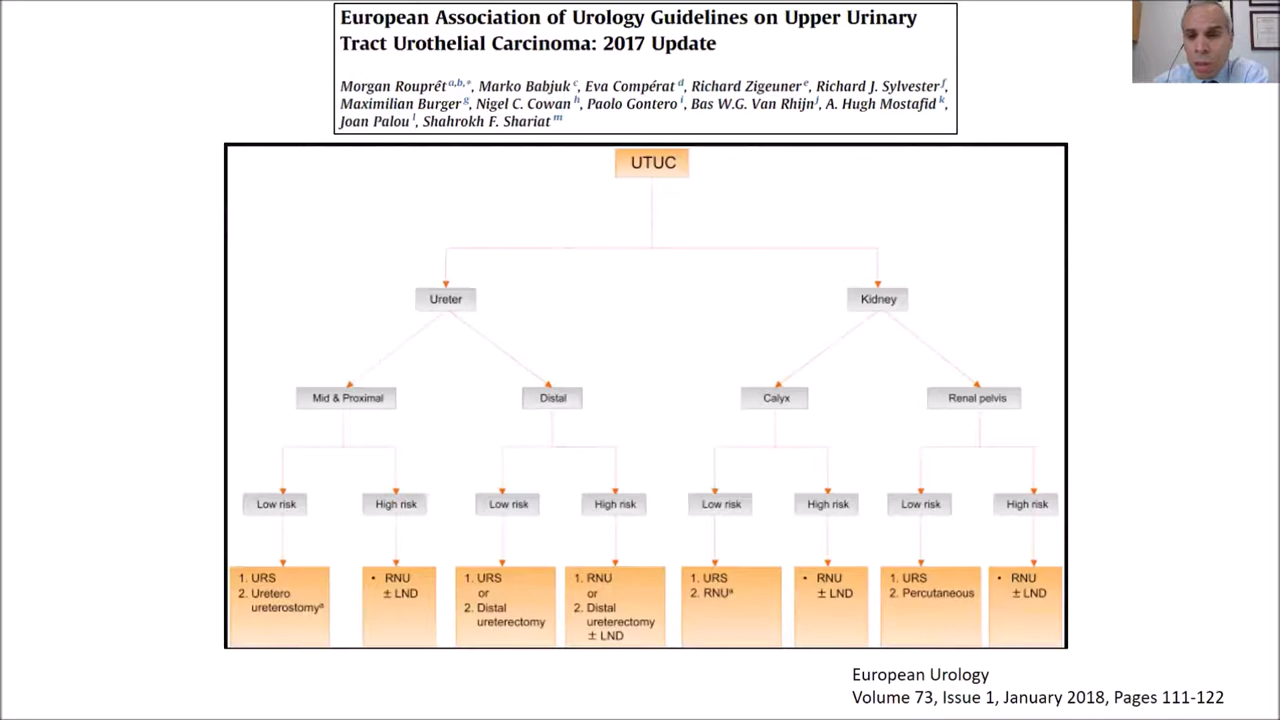 European Association of Urology Guidelines on Upper Urinary
Tract Urothelial Carcinoma: 2017 Update
Morgan Rouprêt a,b,*, Marko Babjuk c, Eva Compérat d, Richard Zigeuner e, Richard J. Sylvester f,
Maximilian Burger g, Nigel C. Cowan h, Paolo Gontero i, Bas W.G. Van Rhijn j, A. Hugh Mostafid k,
Joan Palou l, Shahrokh F. Shariat m
UTUC
Ureter
Kidney
Mid & Proximal
Distal
Calyx
Renal pelvis
Low risk
High risk
Low risk
High risk
Low risk
High risk
Low risk
High risk
1. URS
2. Uretero
ureterostomyª
• RNU
± LND
1. URS
or
2. Distal
ureterectomy
1. RNU
or
2. Distal
ureterectomy
± LND
1. URS
2. RNUª
• RNU
± LND
1. URS
2. Percutaneous
• RNU
± LND
European Urology
Volume 73, Issue 1, January 2018, Pages 111-122